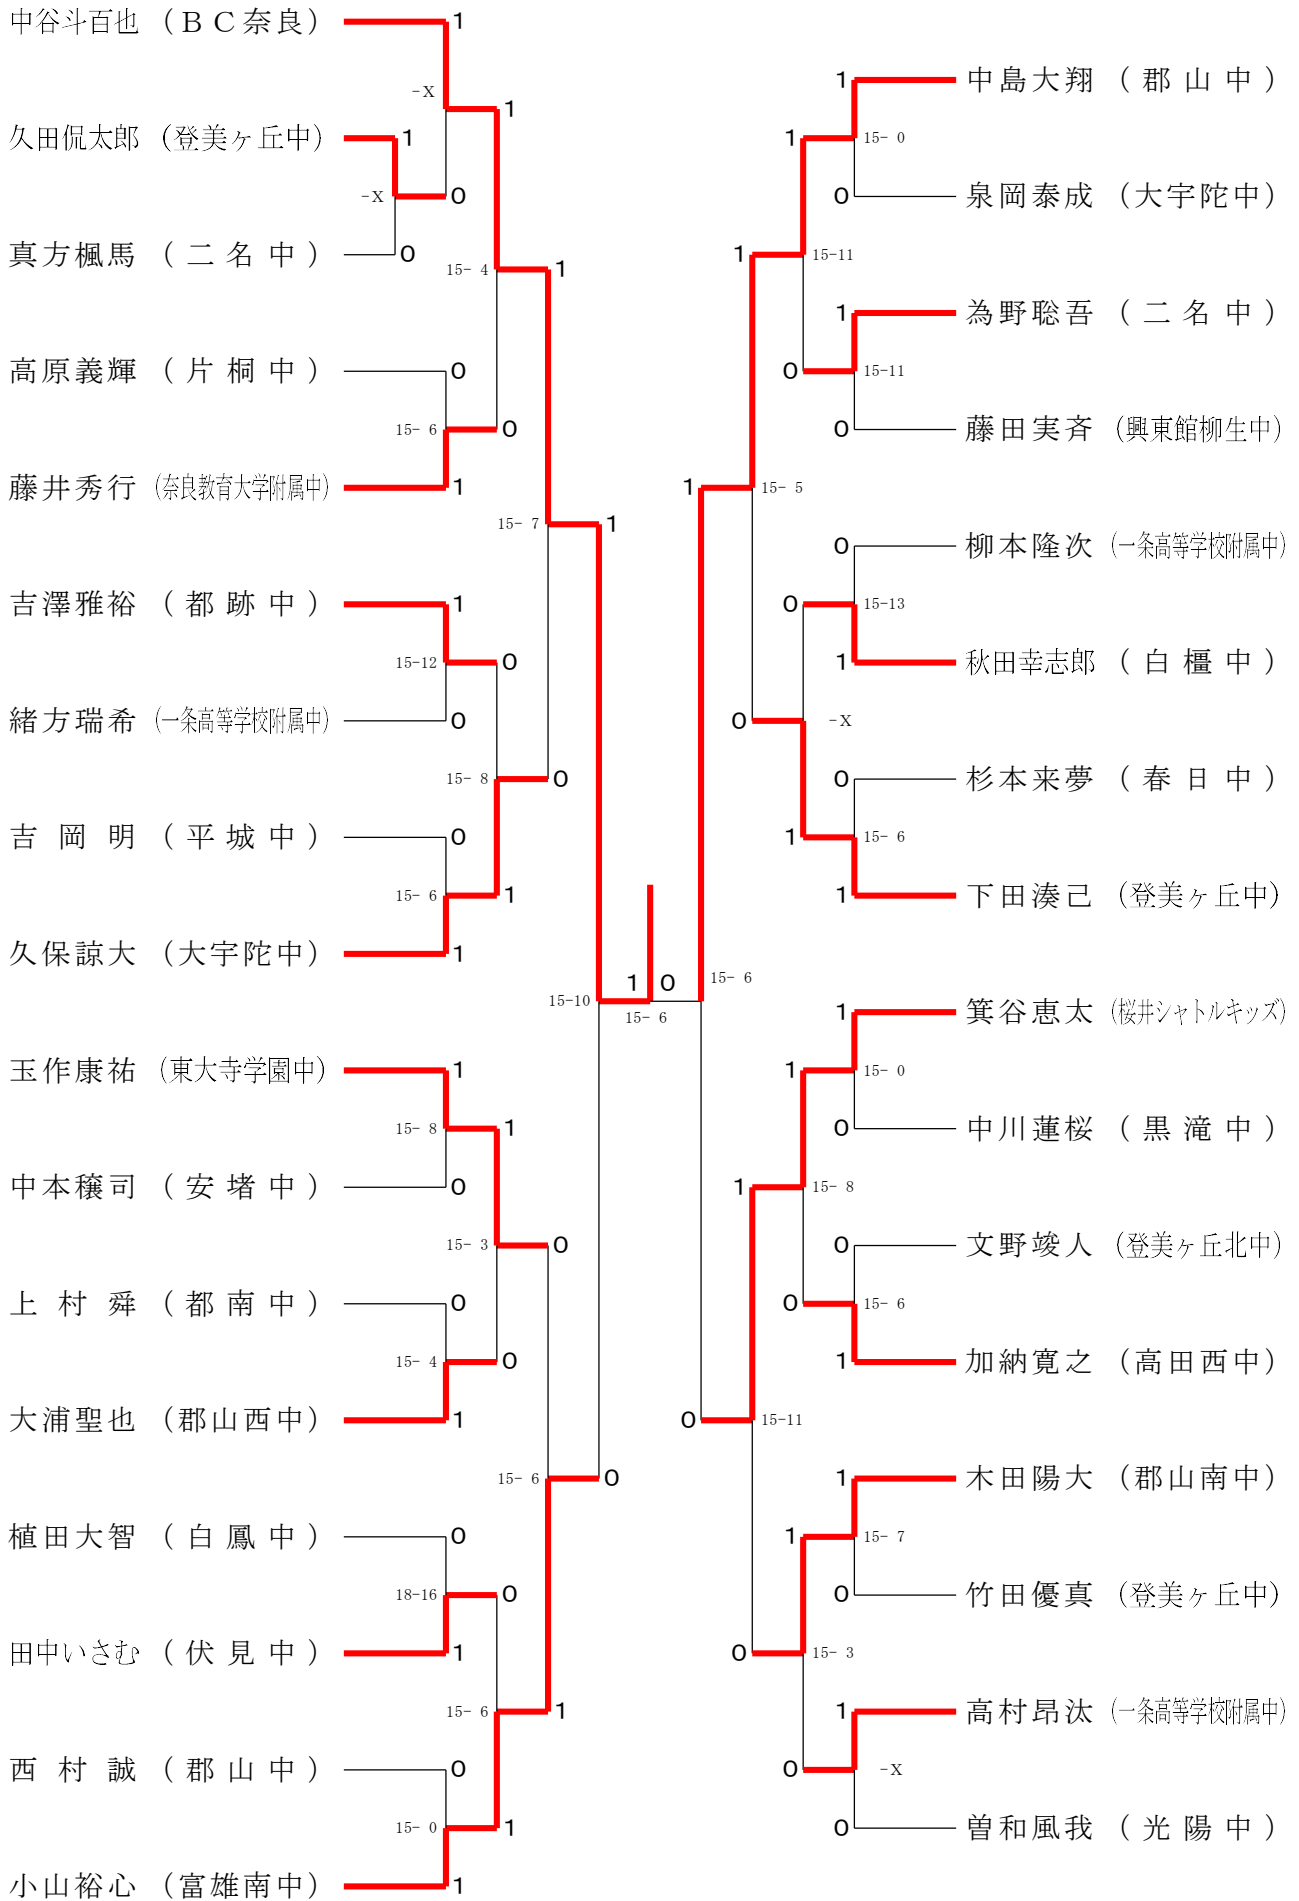 中谷斗百也 (ＢＣ奈良) 1
-X 1
久田侃太郎 (登美ヶ丘中) 1
-X 0
真方楓馬 (二名中) 0
15- 4 1
高原義輝 (片桐中) 0
15- 6 0
藤井秀行 (奈良教育大学附属中) 1
15- 7 1
吉澤雅裕 (都跡中) 1
15-12 0
緒方瑞希 (一条高等学校附属中) 0
15- 8 0
吉岡明 (平城中) 0
15- 6 1
久保諒大 (大宇陀中) 1
15-10
1 0
15- 6
玉作康祐 (東大寺学園中) 1
15- 8 1
中本穣司 (安堵中) 0
15- 3 0
上村舜 (都南中) 0
15- 4 0
大浦聖也 (郡山西中) 1
15- 6 0
植田大智 (白鳳中) 0
18-16 0
田中いさむ (伏見中) 1
15- 6 1
西村誠 (郡山中) 0
15- 0 1
小山裕心 (富雄南中) 1
1 中島大翔 (郡山中)
1 15- 0
0 泉岡泰成 (大宇陀中)
1 15-11
1 為野聡吾 (二名中)
0 15-11
0 藤田実斉 (興東館柳生中)
1 15- 5
0 柳本隆次 (一条高等学校附属中)
0 15-13
1 秋田幸志郎 (白橿中)
0 -X
0 杉本来夢 (春日中)
1 15- 6
1 下田湊己 (登美ヶ丘中)
15- 6
1 箕谷恵太 (桜井シャトルキッズ)
1 15- 0
0 中川蓮桜 (黒滝中)
1 15- 8
0 文野竣人 (登美ヶ丘北中)
0 15- 6
1 加納寛之 (高田西中)
0 15-11
1 木田陽大 (郡山南中)
1 15- 7
0 竹田優真 (登美ヶ丘中)
0 15- 3
1 高村昂汰 (一条高等学校附属中)
0 -X
0 曽和風我 (光陽中)